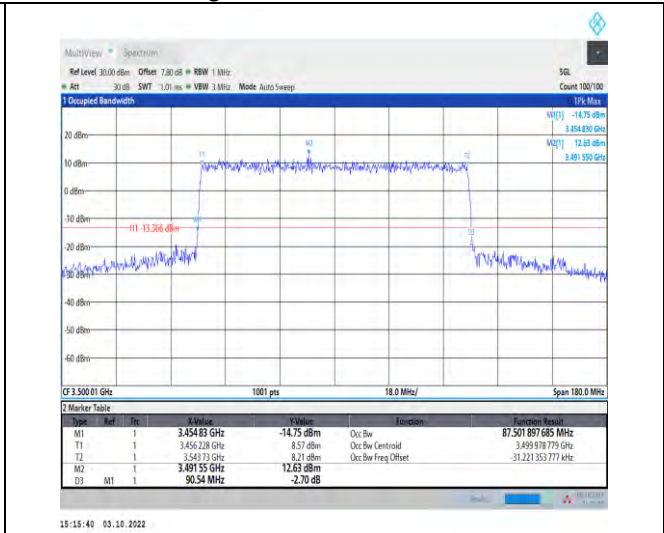 MultiView Spectrum
Ref Level 30.00 dBm Offset 7.80 dB RBW 1 MHz SGL
Att 30 dB SWT 1.01 ms VBW 3 MHz Mode Auto Sweep Count 100/100
1 Occupied Bandwidth 1Pk Max
M1[1] -14.75 dBm
3.454 830 GHz
M2[1] 12.63 dBm
3.491 550 GHz
20 dBm
M2
10 dBm
0 dBm
-10 dBm
H1 -13.366 dBm
D3
-20 dBm
-30 dBm
-40 dBm
-50 dBm
-60 dBm
CF 3.500 01 GHz 1001 pts 18.0 MHz/ Span 180.0 MHz
2 Marker Table
Type Ref Trc X-Value Y-Value Function Function Result
M1 1 3.454 83 GHz -14.75 dBm Occ Bw 87.501 897 685 MHz
T1 1 3.456 228 GHz 8.57 dBm Occ Bw Centroid 3.499 978 779 GHz
T2 1 3.543 73 GHz 8.21 dBm Occ Bw Freq Offset -31.221 353 777 kHz
M2 1 3.491 55 GHz 12.63 dBm
D3 M1 1 90.54 MHz -2.70 dB
15:15:40 03.10.2022